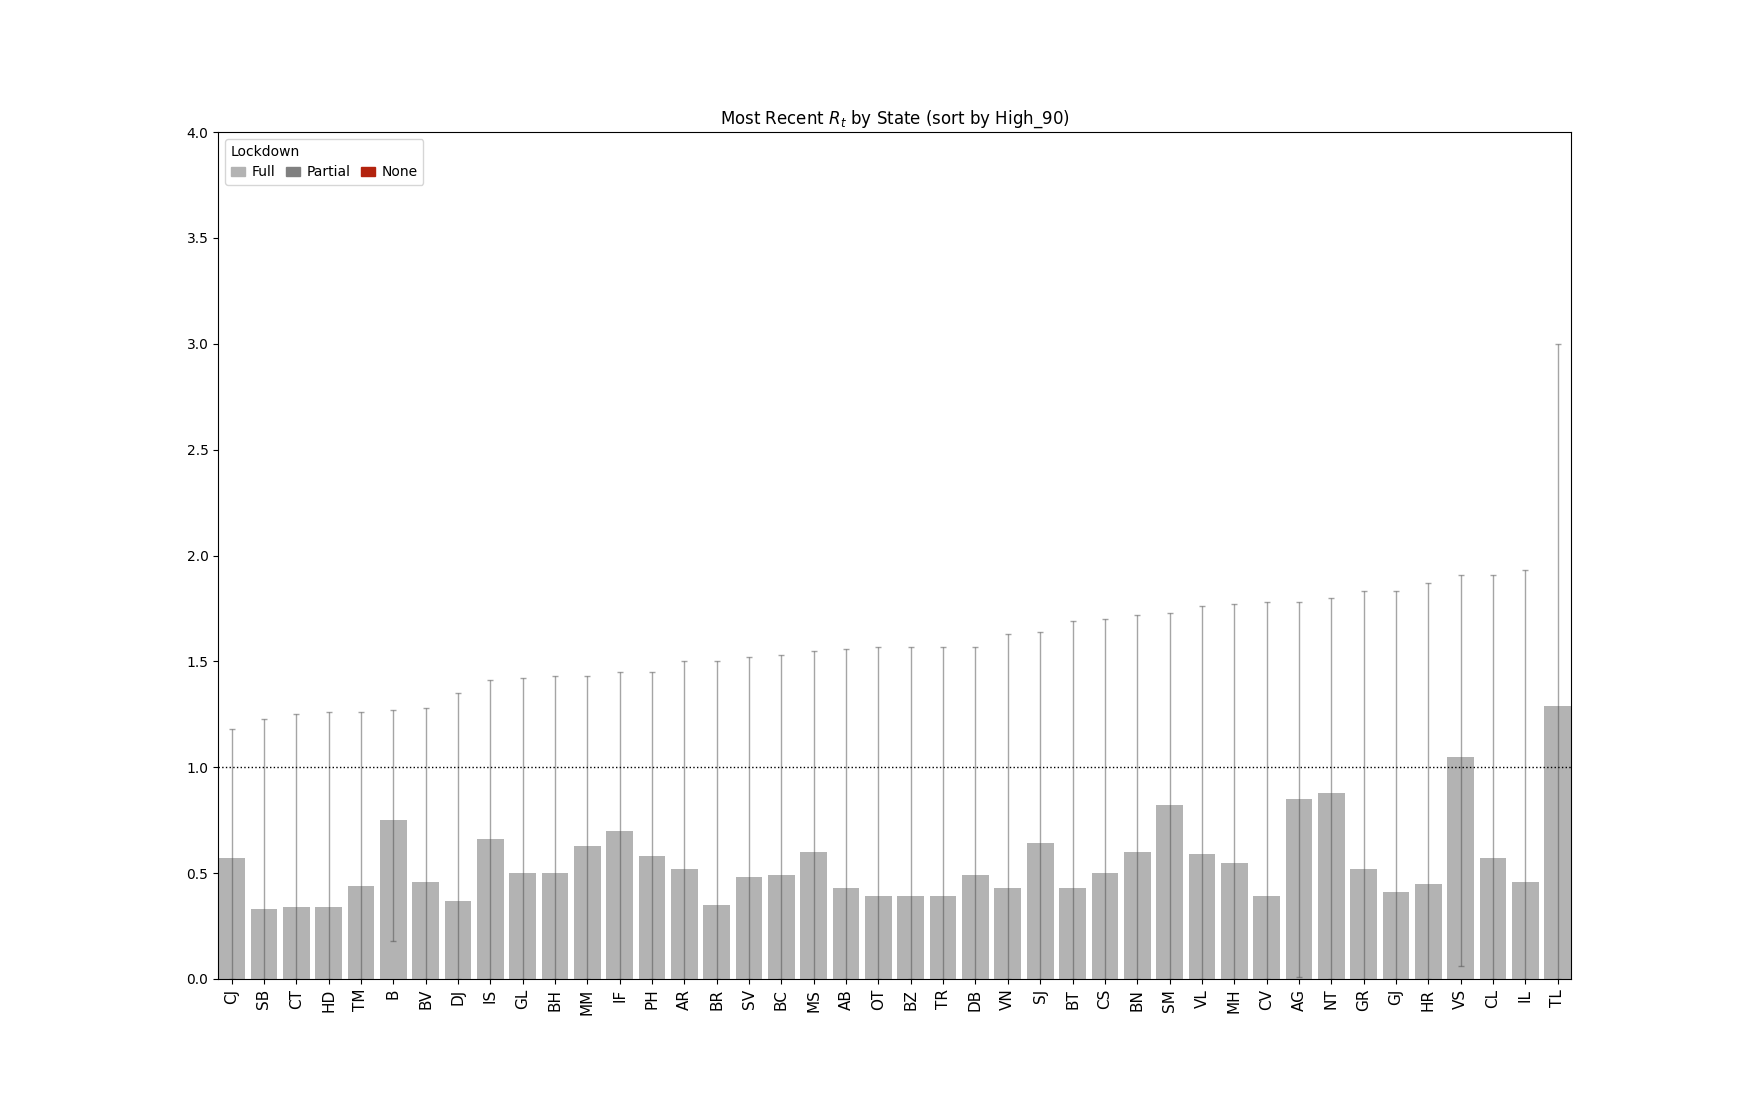 Most Recent R_t by State (sort by High_90)
4.0
Lockdown
Full Partial None
3.5
3.0
2.5
2.0
1.5
1.0
0.5
0.0
CJ SB CT HD TM B BV DJ IS GL BH MM IF PH AR BR SV BC MS AB OT BZ TR DB VN SJ BT CS BN SM VL MH CV AG NT GR GJ HR VS CL IL TL